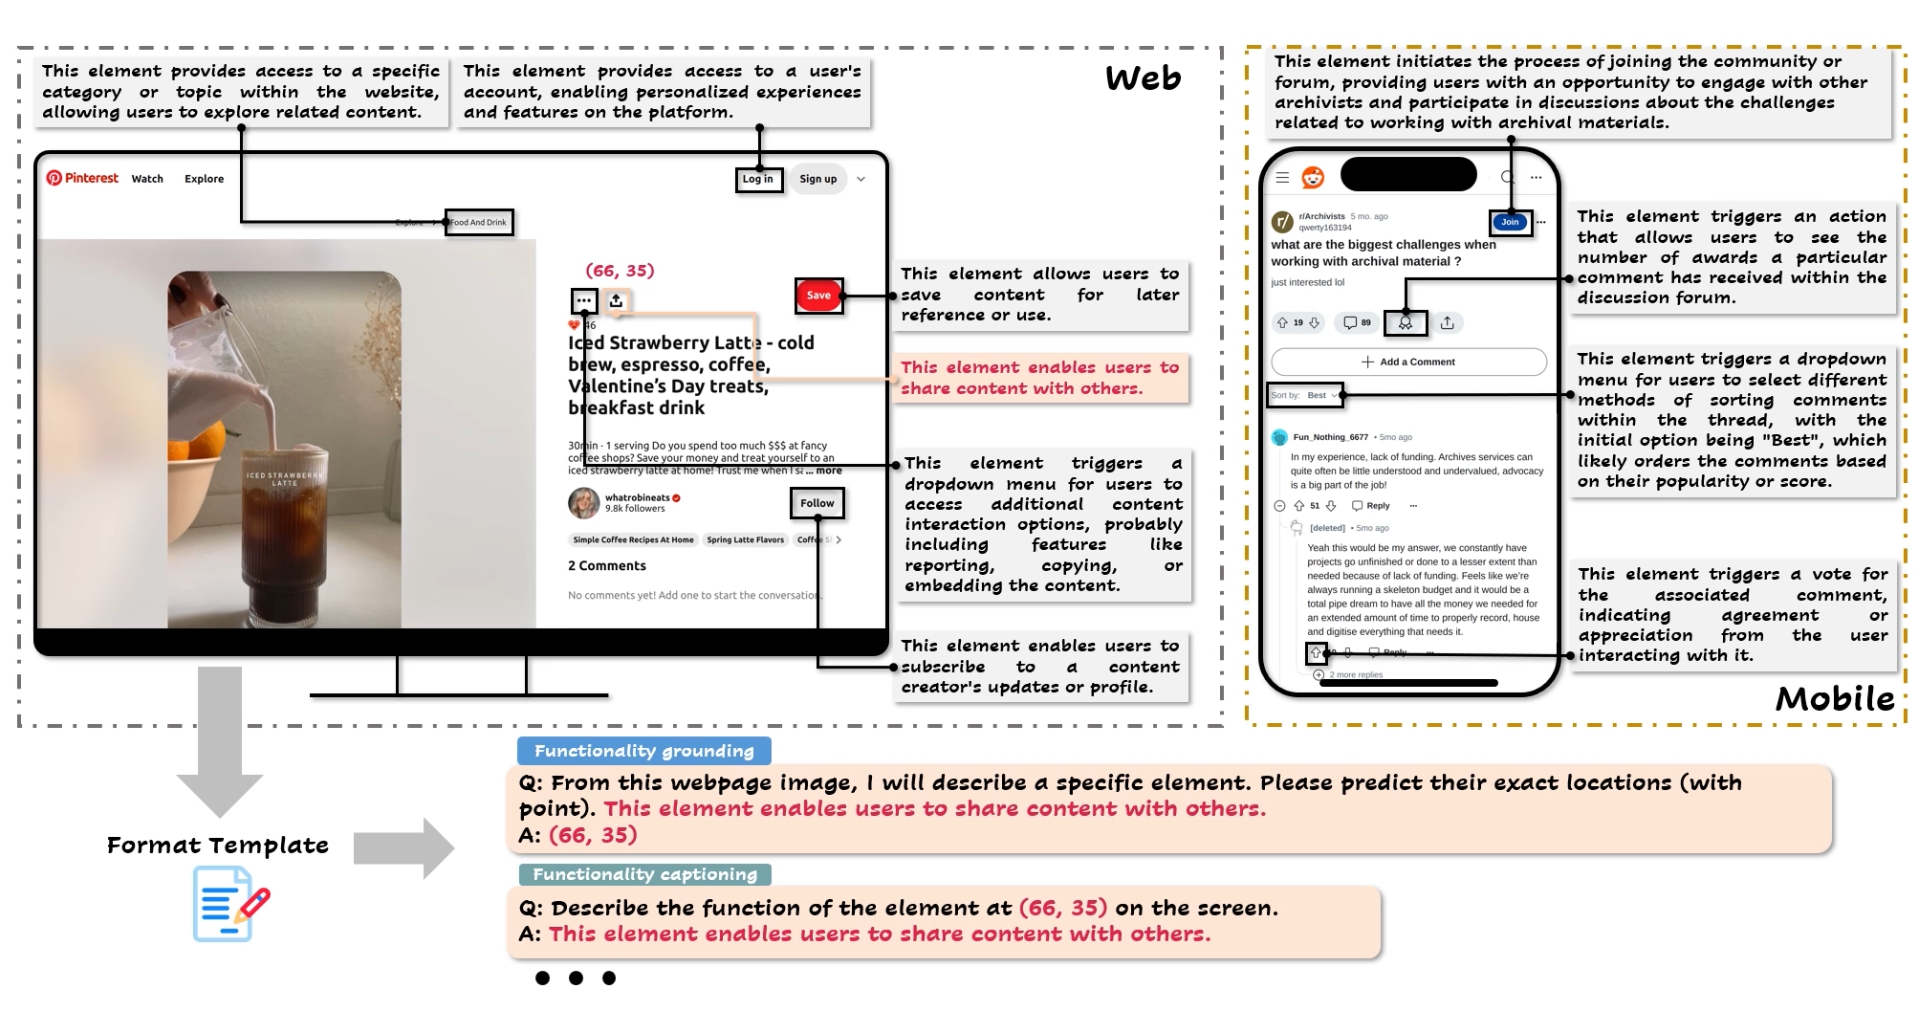 This element provides access to a specific
category or topic within the website,
allowing users to explore related content.
This element provides access to a user's
account, enabling personalized experiences
and features on the platform.
Web
Pinterest Watch Explore
Log in Sign up
Explore Food And Drink
(66, 35)
Save
46
Iced Strawberry Latte - cold
brew, espresso, coffee,
Valentine's Day treats,
breakfast drink
30min · 1 serving Do you spend too much $$$ at fancy
coffee shops? Save your money and treat yourself to an
iced strawberry latte at home! Trust me when I s ... more
whatrobineats
9.8k followers
Follow
Simple Coffee Recipes At Home Spring Latte Flavors Coffee
2 Comments
No comments yet! Add one to start the conversation.
ICED STRAWBERRY
LATTE
This element allows users to
save content for later
reference or use.
This element enables users to
share content with others.
This element triggers a
dropdown menu for users to
access additional content
interaction options, probably
including features like
reporting, copying, or
embedding the content.
This element enables users to
subscribe to a content
creator's updates or profile.
This element initiates the process of joining the community or
forum, providing users with an opportunity to engage with other
archivists and participate in discussions about the challenges
related to working with archival materials.
r/
r/Archivists 5 mo. ago
qwerty163194
Join
what are the biggest challenges when
working with archival material ?
just interested lol
19 89
+ Add a Comment
Sort by: Best
Fun_Nothing_6677 • 5mo ago
In my experience, lack of funding. Archives services can
quite often be little understood and undervalued, advocacy
is a big part of the job!
51 Reply ...
[deleted] • 5mo ago
Yeah this would be my answer, we constantly have
projects go unfinished or done to a lesser extent than
needed because of lack of funding. Feels like we're
always running a skeleton budget and it would be a
total pipe dream to have all the money we needed for
an extended amount of time to properly record, house
and digitise everything that needs it.
Reply
2 more replies
This element triggers an action
that allows users to see the
number of awards a particular
comment has received within the
discussion forum.
This element triggers a dropdown
menu for users to select different
methods of sorting comments
within the thread, with the
initial option being "Best", which
likely orders the comments based
on their popularity or score.
This element triggers a vote for
the associated comment,
indicating agreement or
appreciation from the user
interacting with it.
Mobile
Format Template
Functionality grounding
Q: From this webpage image, I will describe a specific element. Please predict their exact locations (with
point). This element enables users to share content with others.
A: (66, 35)
Functionality captioning
Q: Describe the function of the element at (66, 35) on the screen.
A: This element enables users to share content with others.